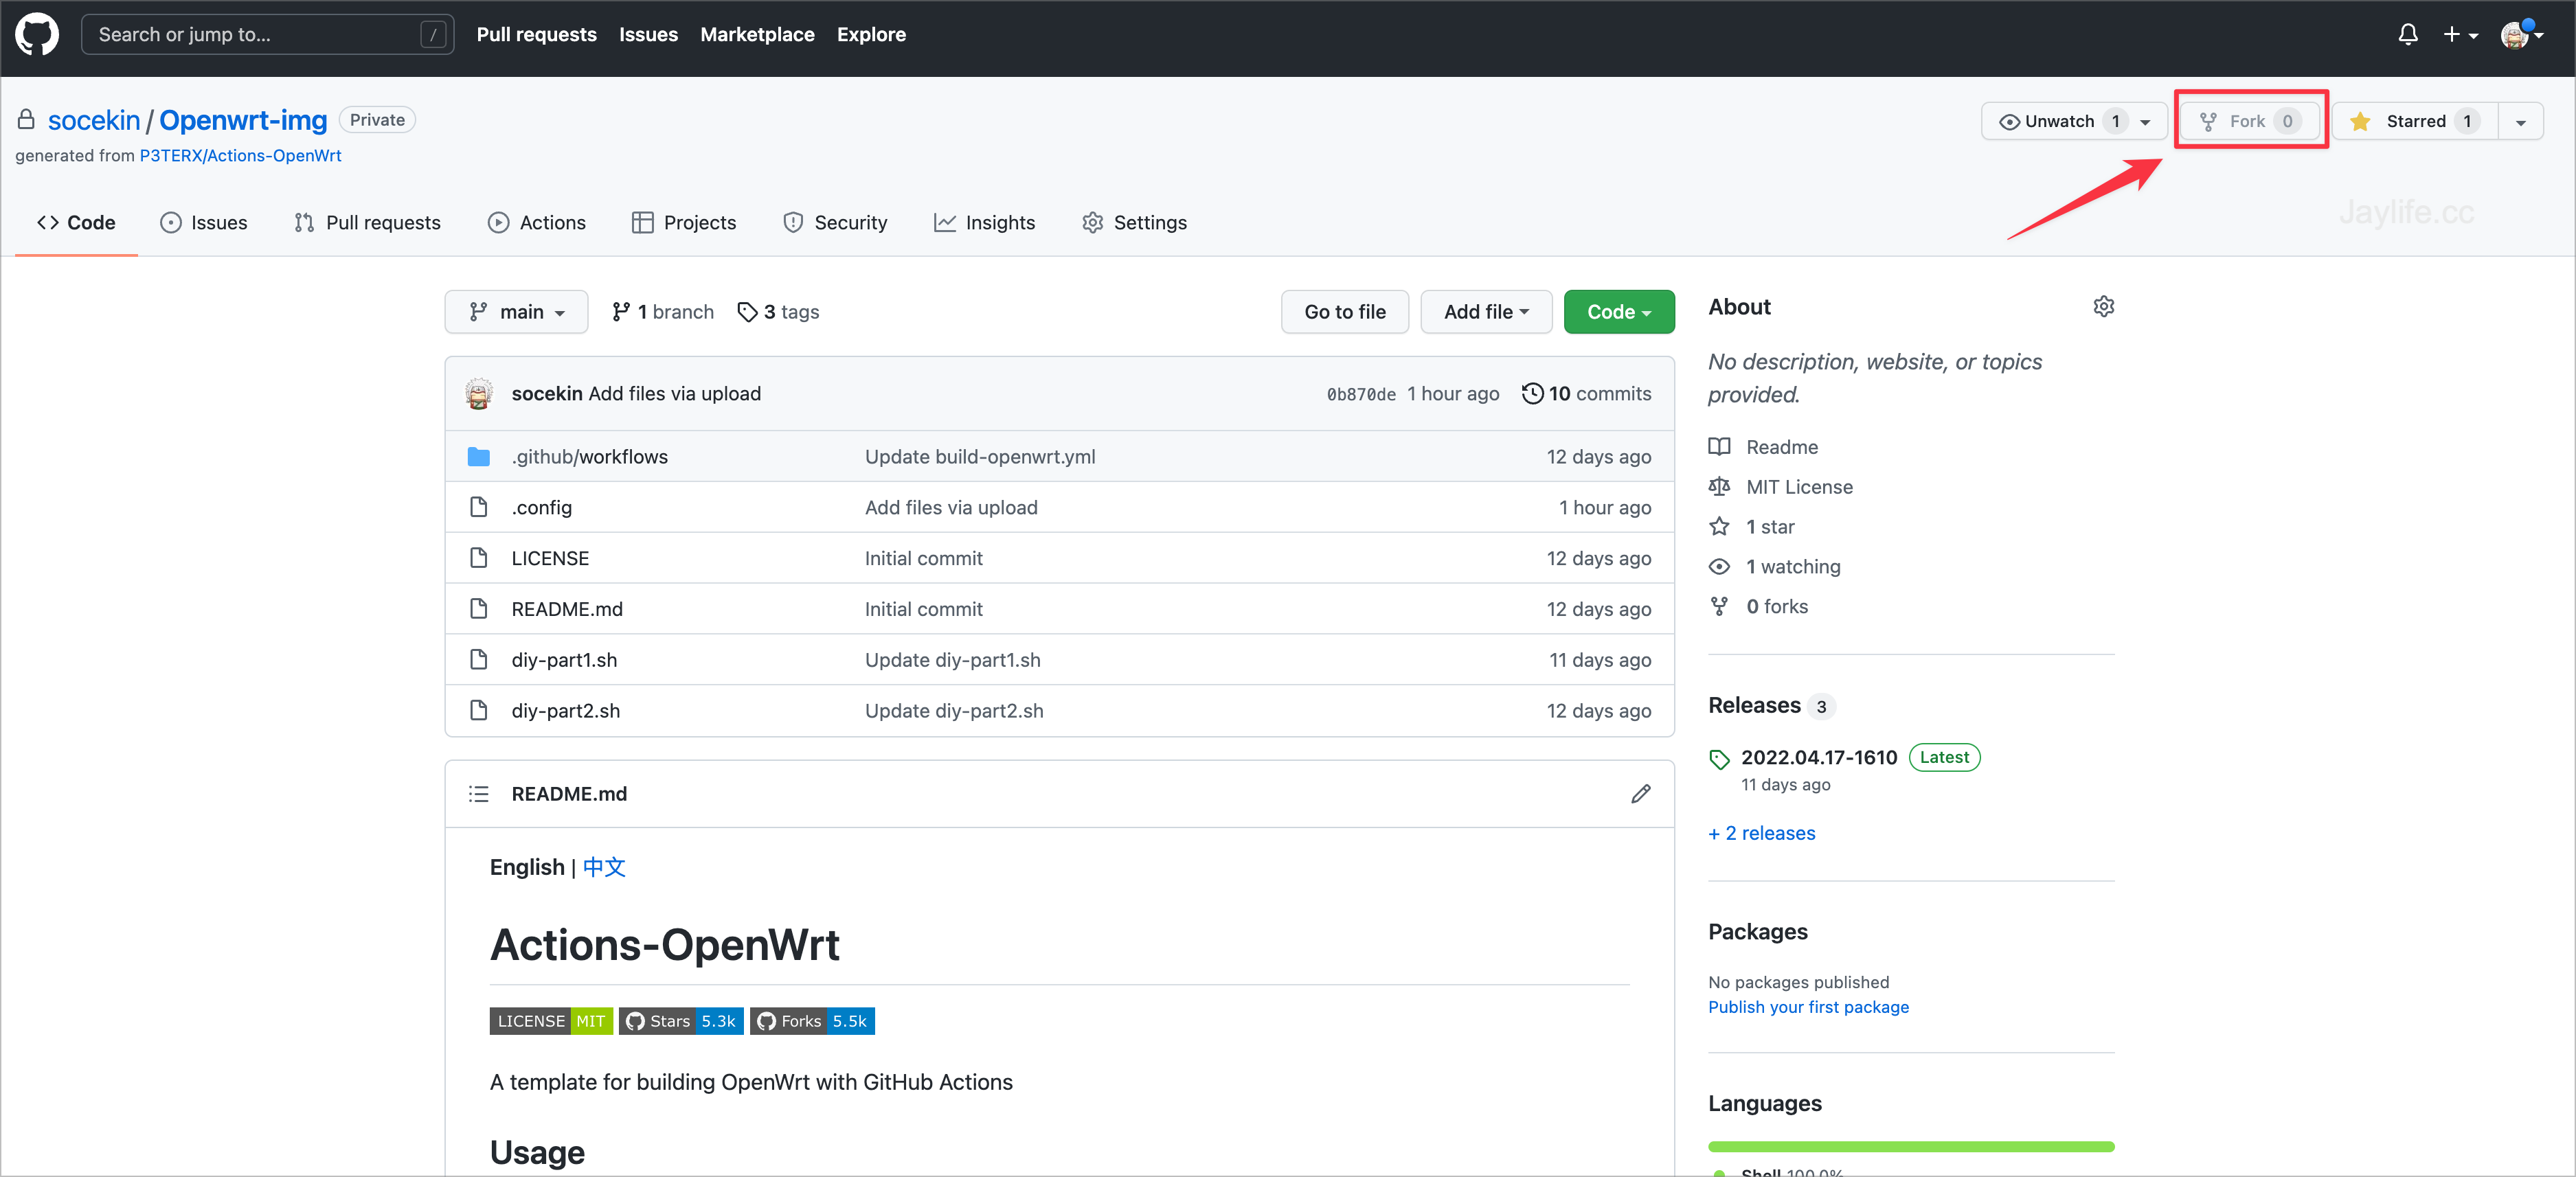 Search or jump to... /
Pull requests Issues Marketplace Explore
socekin / Openwrt-img Private
Unwatch 1 Fork 0 Starred 1
generated from P3TERX/Actions-OpenWrt
Jaylife.cc
Code Issues Pull requests Actions Projects Security Insights Settings
main 1 branch 3 tags Go to file Add file Code
socekin Add files via upload 0b870de 1 hour ago 10 commits
.github/workflows Update build-openwrt.yml 12 days ago
.config Add files via upload 1 hour ago
LICENSE Initial commit 12 days ago
README.md Initial commit 12 days ago
diy-part1.sh Update diy-part1.sh 11 days ago
diy-part2.sh Update diy-part2.sh 12 days ago
README.md
English | 中文
Actions-OpenWrt
LICENSE MIT Stars 5.3k Forks 5.5k
A template for building OpenWrt with GitHub Actions
Usage
About
No description, website, or topics
provided.
Readme
MIT License
1 star
1 watching
0 forks
Releases 3
2022.04.17-1610 Latest
11 days ago
+ 2 releases
Packages
No packages published
Publish your first package
Languages
Shell 100.0%